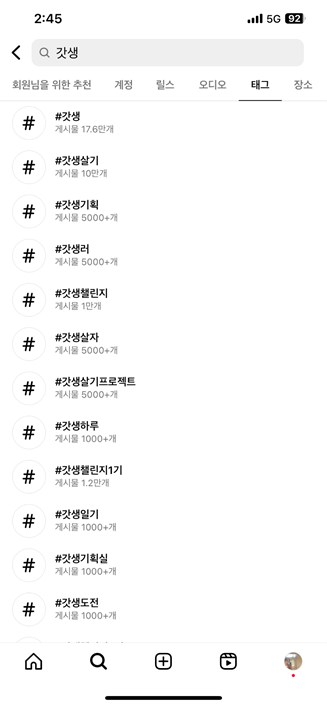 2:45
5G 92
갓생
회원님을 위한 추천 계정 릴스 오디오 태그 장소
# #갓생
게시물 17.6만개
# #갓생살기
게시물 10만개
# #갓생기획
게시물 5000+개
# #갓생러
게시물 5000+개
# #갓생챌린지
게시물 1만개
# #갓생살자
게시물 5000+개
# #갓생살기프로젝트
게시물 5000+개
# #갓생하루
게시물 1000+개
# #갓생챌린지1기
게시물 1.2만개
# #갓생일기
게시물 1000+개
# #갓생기획실
게시물 1000+개
# #갓생도전
게시물 1000+개